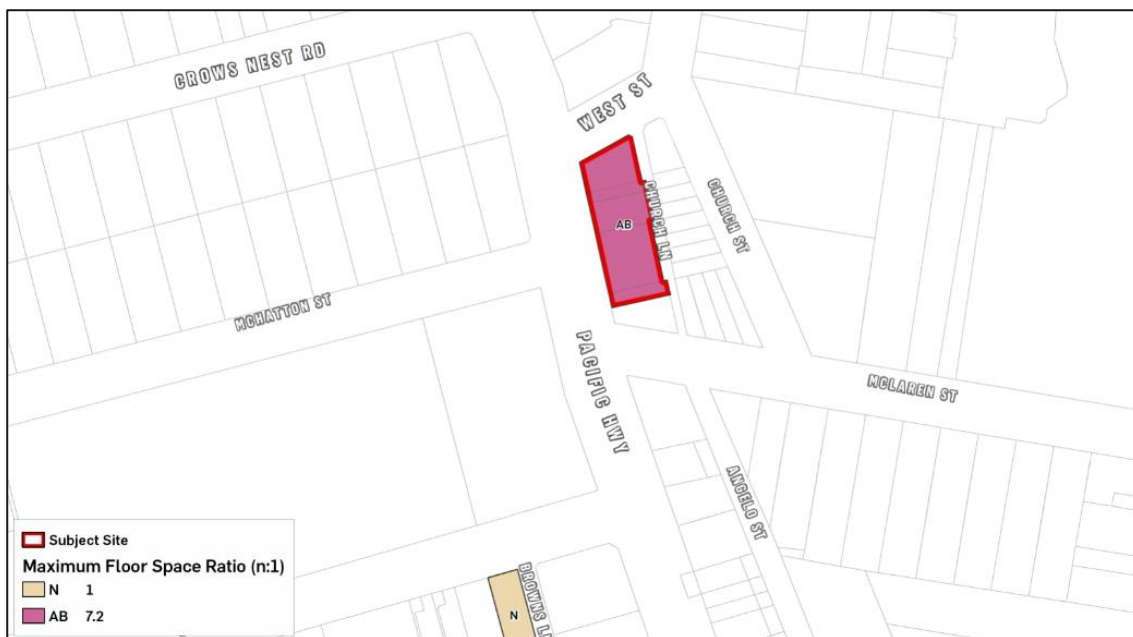 CROWS NEST RD
WEST ST
AB
CHURCH LN
CHURCH ST
MCHATTON ST
PACIFIC HWY
MCLAREN ST
ANGELO ST
BROWNS L
N
Subject Site
Maximum Floor Space Ratio (n:1)
N 1
AB 7.2